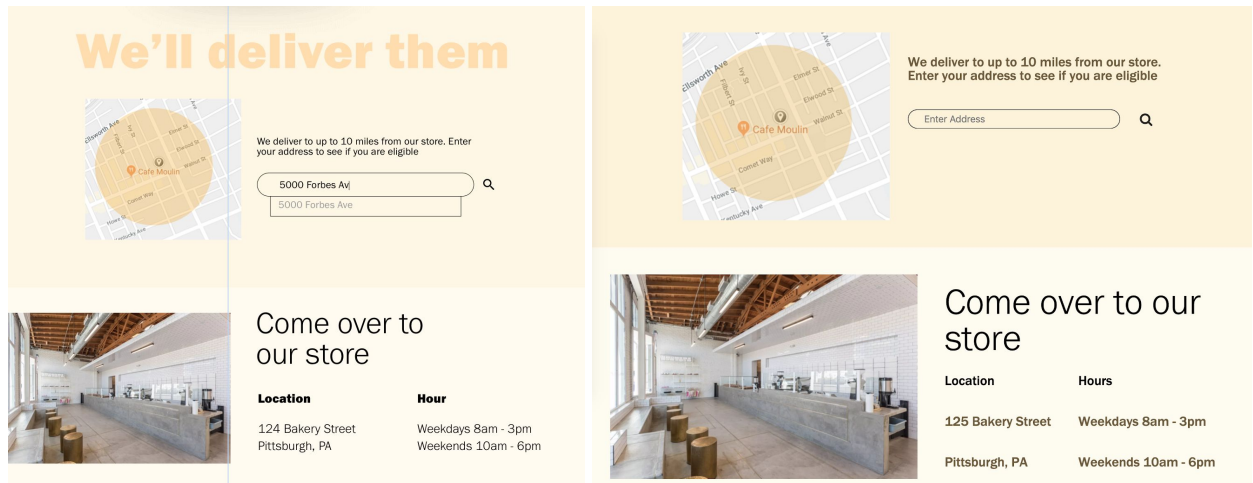 We'll deliver them
Ellsworth Ave
Ivy St
Filbert St
Elmer St
Elwood St
Walnut St
Cafe Moulin
Comet Way
Howe St
Kentucky Ave
We deliver to up to 10 miles from our store. Enter
your address to see if you are eligible
5000 Forbes Av
5000 Forbes Ave
Come over to
our store
Location
Hour
124 Bakery Street
Weekdays 8am - 3pm
Pittsburgh, PA
Weekends 10am - 6pm
Ellsworth Ave
Ivy St
Filbert St
Elmer St
Elwood St
Walnut St
Cafe Moulin
Comet Way
Howe St
Kentucky Ave
We deliver to up to 10 miles from our store.
Enter your address to see if you are eligible
Enter Address
Come over to our
store
Location
Hours
125 Bakery Street
Weekdays 8am - 3pm
Pittsburgh, PA
Weekends 10am - 6pm